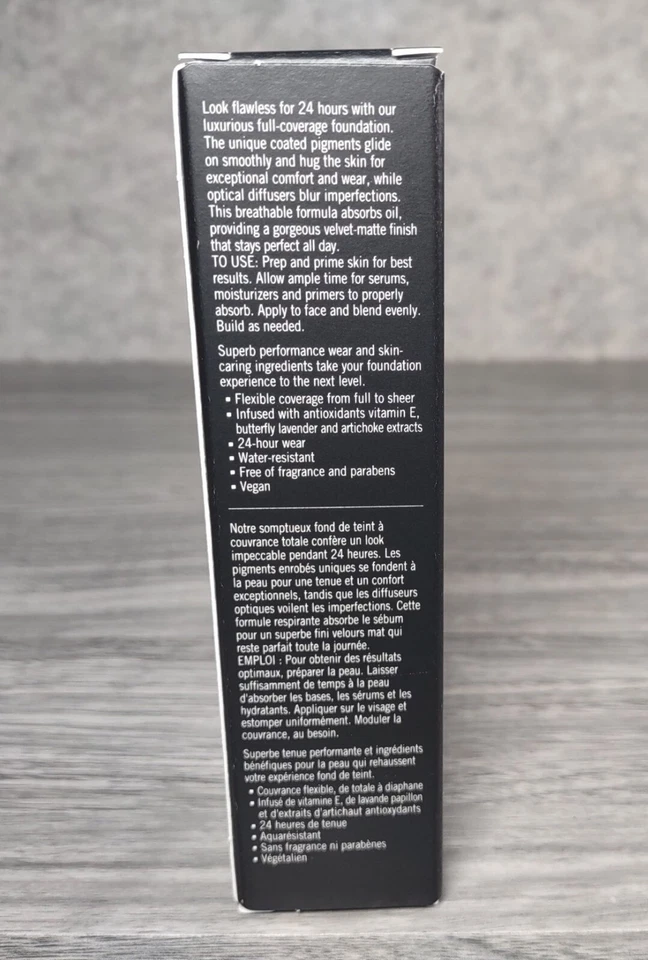 Look flawless for 24 hours with our
luxurious full-coverage foundation.
The unique coated pigments glide
on smoothly and hug the skin for
exceptional comfort and wear, while
optical diffusers blur imperfections.
This breathable formula absorbs oil,
providing a gorgeous velvet-matte finish
that stays perfect all day.
TO USE: Prep and prime skin for best
results. Allow ample time for serums,
moisturizers and primers to properly
absorb. Apply to face and blend evenly.
Build as needed.
Superb performance wear and skin-
caring ingredients take your foundation
experience to the next level.
▪ Flexible coverage from full to sheer
▪ Infused with antioxidants vitamin E,
butterfly lavender and artichoke extracts
▪ 24-hour wear
▪ Water-resistant
▪ Free of fragrance and parabens
▪ Vegan
Notre somptueux fond de teint à
couvrance totale confère un look
impeccable pendant 24 heures. Les
pigments enrobés uniques se fondent à
la peau pour une tenue et un confort
exceptionnels, tandis que les diffuseurs
optiques voilent les imperfections. Cette
formule respirante absorbe le sébum
pour un superbe fini velours mat qui
reste parfait toute la journée.
EMPLOI : Pour obtenir des résultats
optimaux, préparer la peau. Laisser
suffisamment de temps à la peau
d'absorber les bases, les sérums et les
hydratants. Appliquer sur le visage et
estomper uniformément. Moduler la
couvrance, au besoin.
Superbe tenue performante et ingrédients
bénéfiques pour la peau qui rehaussent
votre expérience fond de teint.
▪ Couvrance flexible, de totale à diaphane
▪ Infusé de vitamine E, de lavande papillon
et d'extraits d'artichaut antioxydants
▪ 24 heures de tenue
▪ Aquarésistant
▪ Sans fragrance ni parabènes
▪ Végétalien